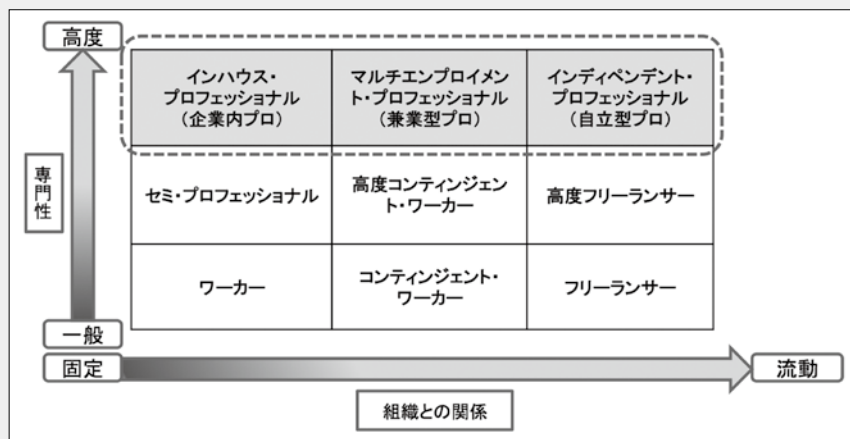 高度
インハウス・
プロフェッショナル
(企業内プロ)
マルチエンプロイメン
ト・プロフェッショナル
(兼業型プロ)
インディペンデント・
プロフェッショナル
(自立型プロ)
専門性
セミ・プロフェッショナル
高度コンティンジェン
ト・ワーカー
高度フリーランサー
ワーカー
コンティンジェント・
ワーカー
フリーランサー
一般
固定
流動
組織との関係